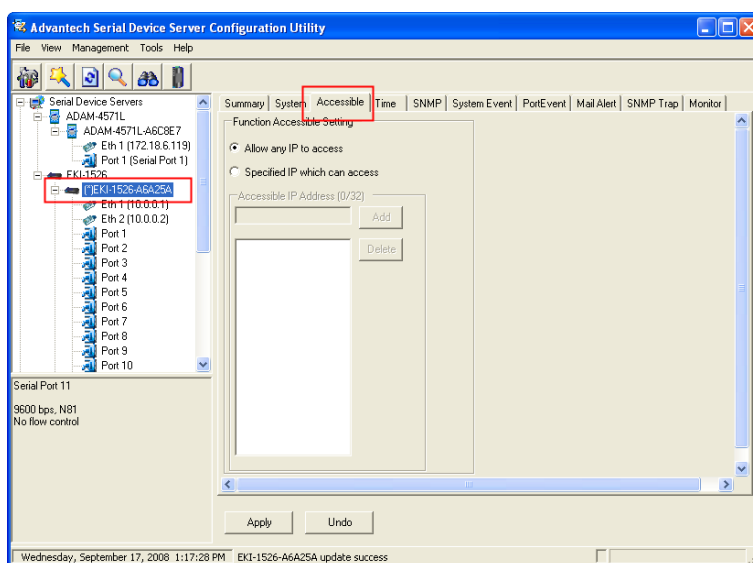 Advantech Serial Device Server Configuration Utility
File View Management Tools Help
Serial Device Servers
ADAM-4571L
ADAM-4571L-A6C8E7
Eth 1 (172.18.6.119)
Port 1 (Serial Port 1)
EKI-1526
(*)EKI-1526-A6A25A
Eth 1 (10.0.0.1)
Eth 2 (10.0.0.2)
Port 1
Port 2
Port 3
Port 4
Port 5
Port 6
Port 7
Port 8
Port 9
Port 10
Serial Port 11
9600 bps, N81
No flow control
Summary System Accessible Time SNMP System Event PortEvent Mail Alert SNMP Trap Monitor
Function Accessible Setting
Allow any IP to access
Specified IP which can access
Accessible IP Address [0/32]
Add
Delete
Apply Undo
Wednesday, September 17, 2008 1:17:28 PM EKI-1526-A6A25A update success